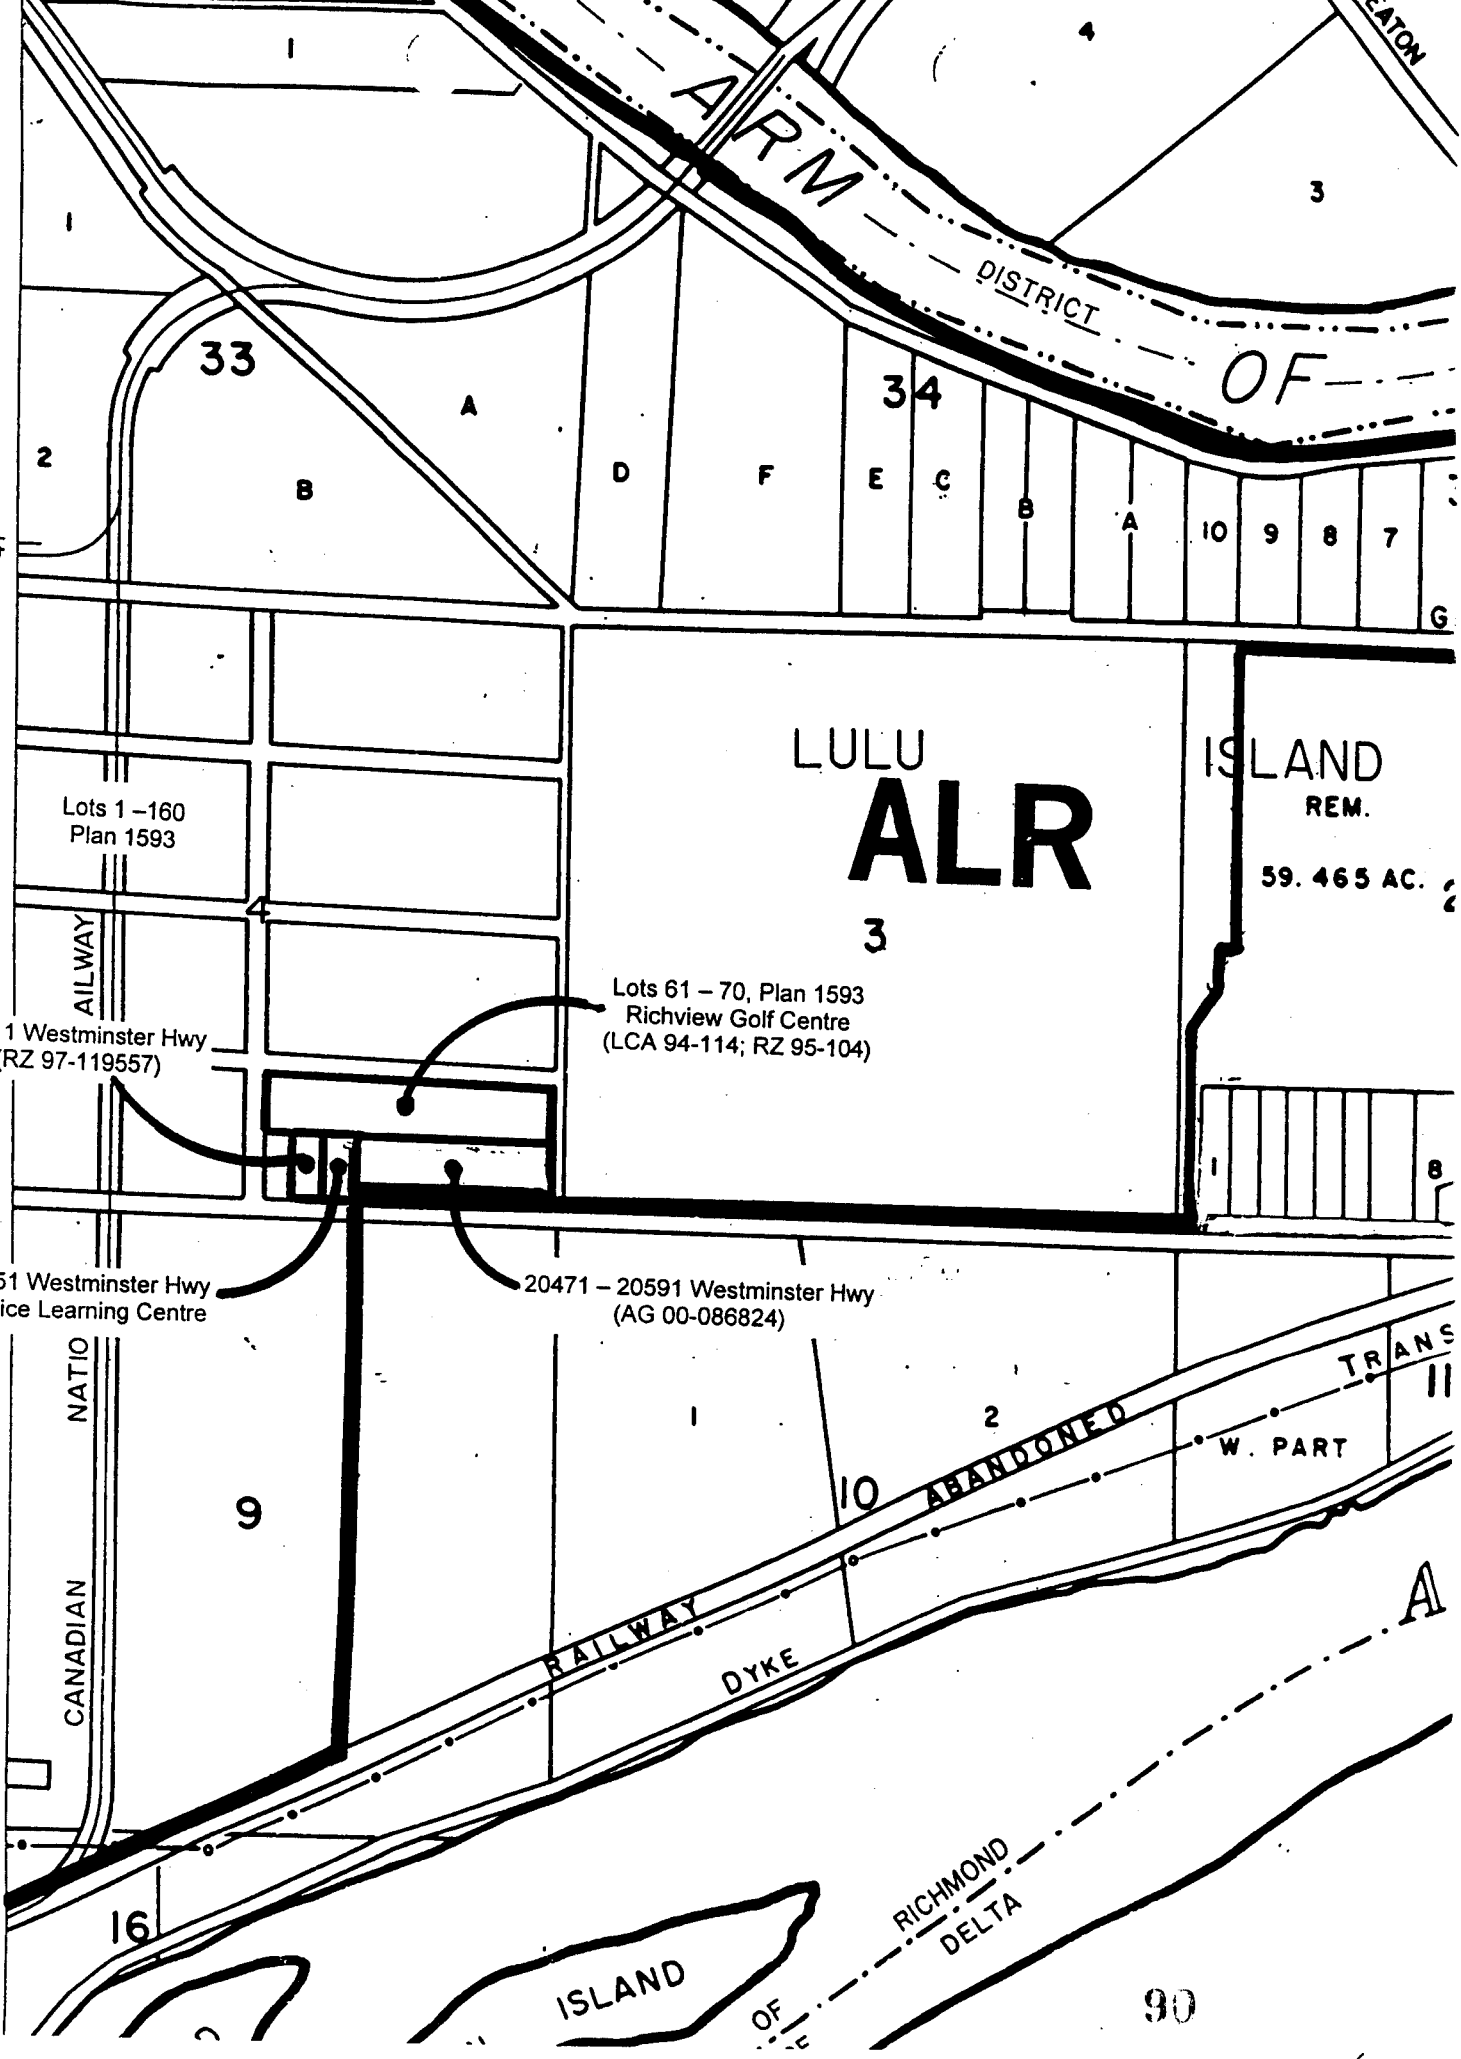 EATON
1
4
ARM
3
1
DISTRICT
33
34
OF
A
2
B
D
F
E
C
B
A
10
9
8
7
G
LULU
ISLAND
ALR
REM.
Lots 1 –160
Plan 1593
59. 465 AC.
4
3
Lots 61 – 70, Plan 1593
Richview Golf Centre
(LCA 94-114; RZ 95-104)
AILWAY
1 Westminster Hwy
(RZ 97-119557)
1
8
51 Westminster Hwy
ice Learning Centre
20471 – 20591 Westminster Hwy
(AG 00-086824)
NATIO
TRANS
11
1
2
W. PART
ABANDONED
10
9
CANADIAN
RAILWAY
DYKE
A
RICHMOND
DELTA
16
ISLAND
OF
90